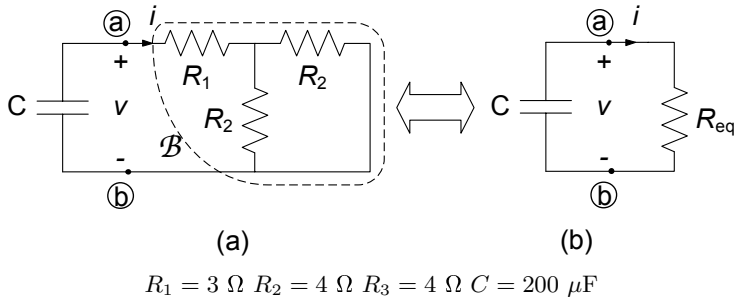 a i a i
+ R1 R2 +
C v R2 C v Req
ℬ
- -
b b
(a) (b)
R1 = 3 Ω R2 = 4 Ω R3 = 4 Ω C = 200 μF